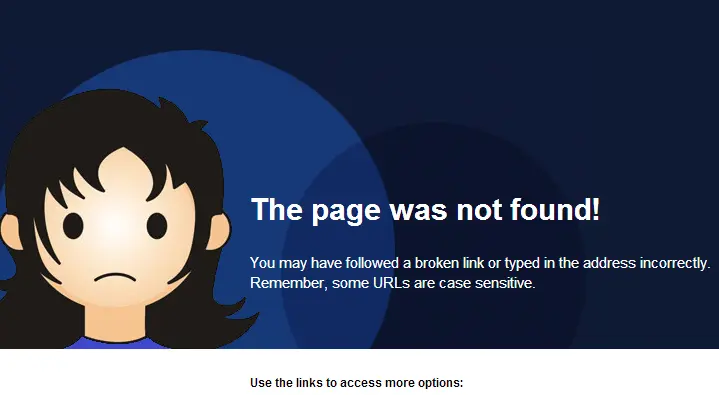 The page was not found!
You may have followed a broken link or typed in the address incorrectly.
Remember, some URLs are case sensitive.
Use the links to access more options: